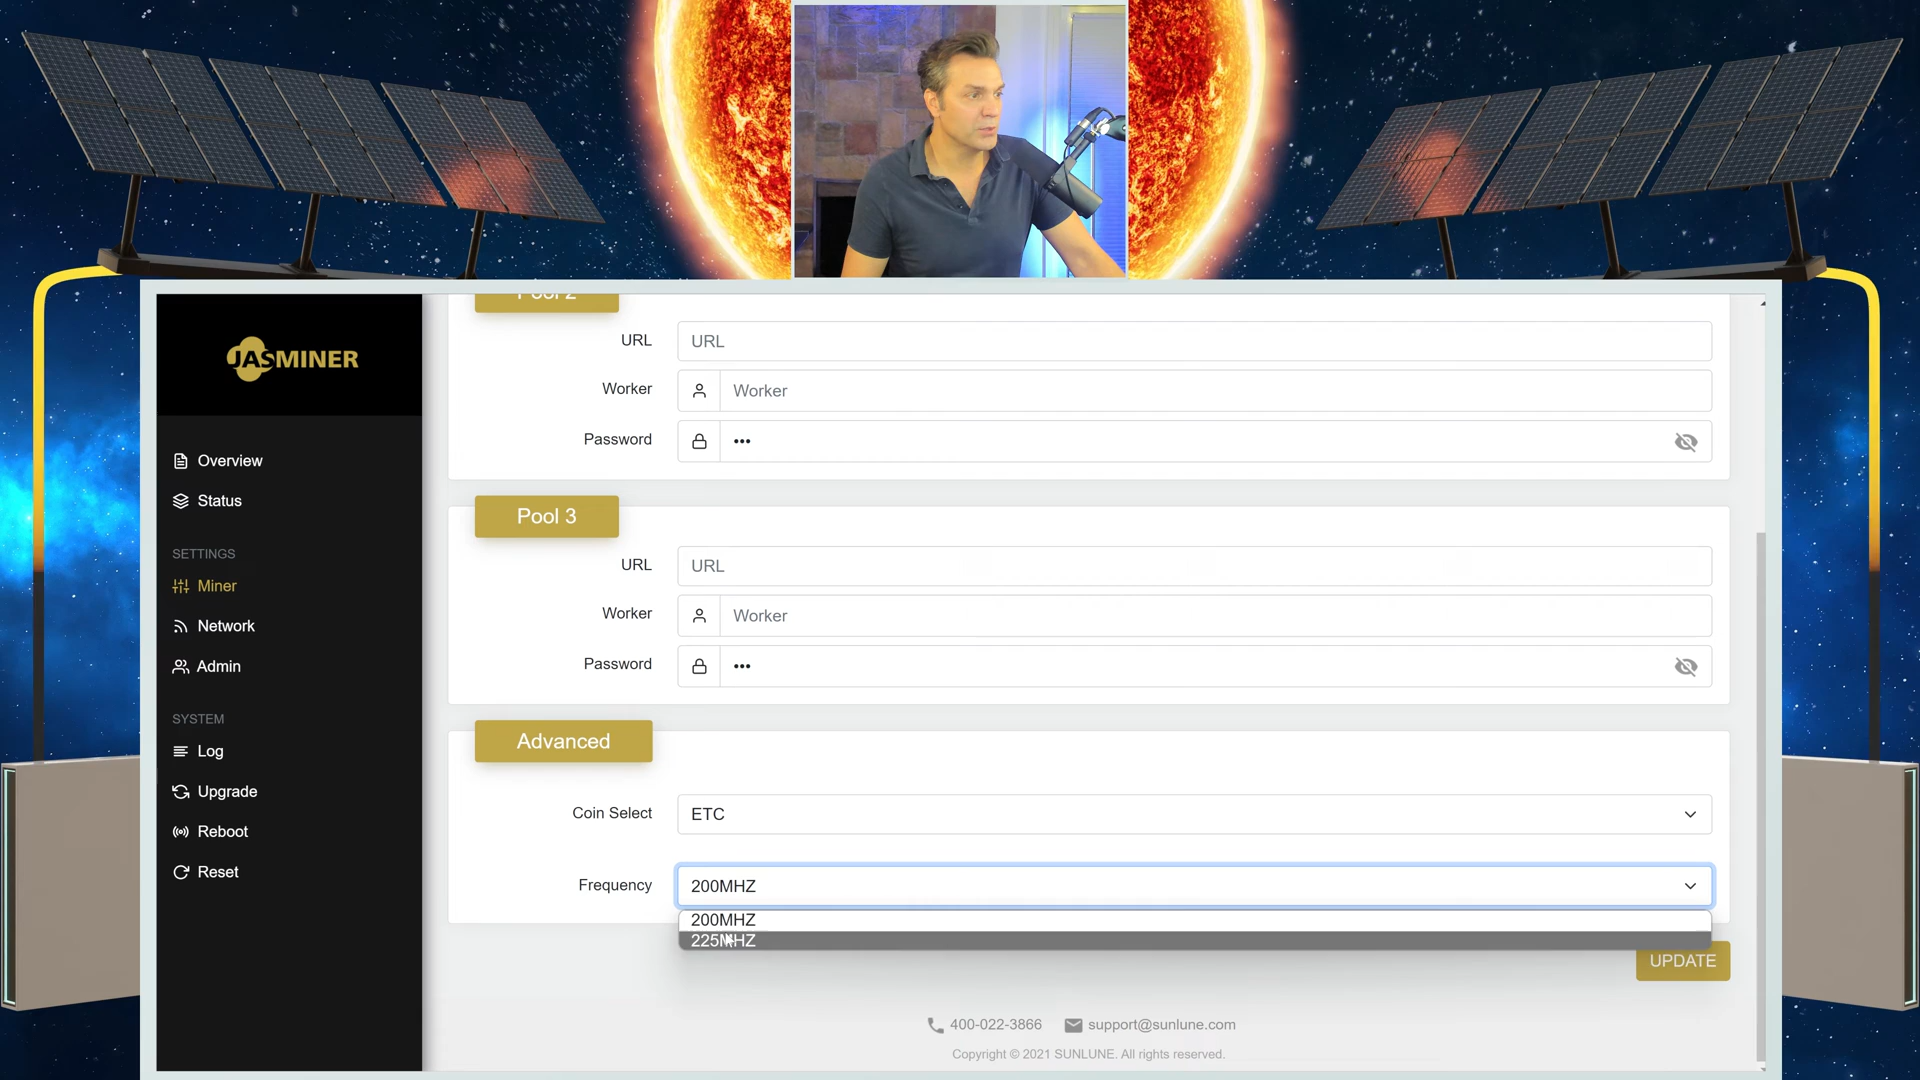 JASMINER
Overview
Status
SETTINGS
Miner
Network
Admin
SYSTEM
Log
Upgrade
Reboot
Reset
Pool 2
URL
URL
Worker
Worker
Password
•••
Pool 3
URL
URL
Worker
Worker
Password
•••
Advanced
Coin Select
ETC
Frequency
200MHZ
200MHZ
225MHZ
UPDATE
400-022-3866
support@sunlune.com
Copyright © 2021 SUNLUNE. All rights reserved.